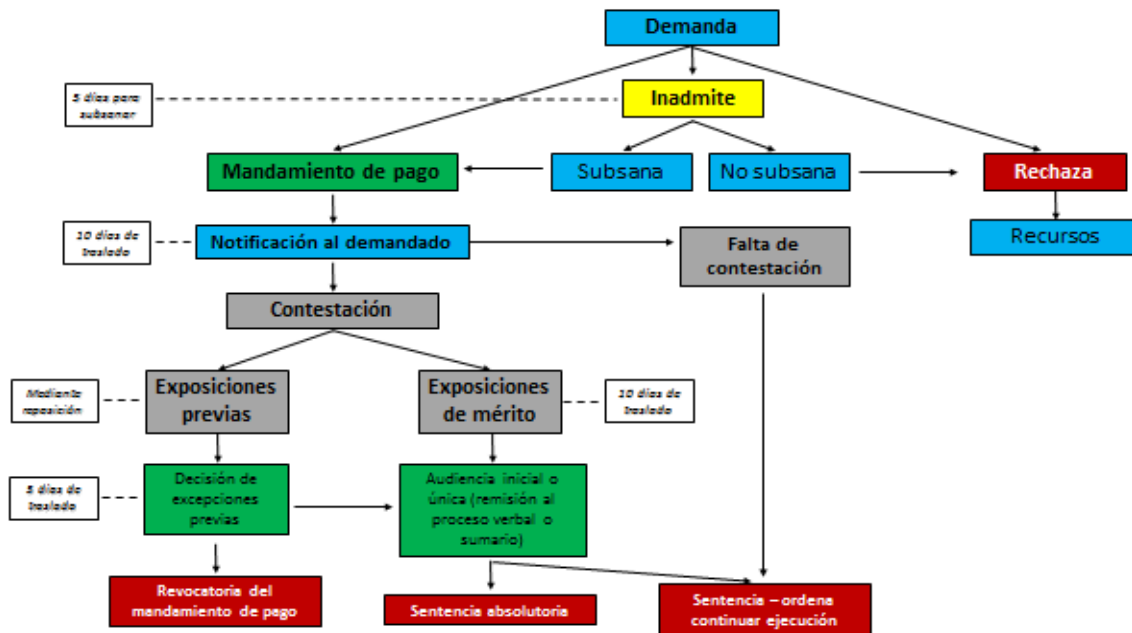 Demanda
5 días para
subsanar
Inadmite
Mandamiento de pago
Subsana
No subsana
Rechaza
10 días de
traslado
Notificación al demandado
Falta de
contestación
Recursos
Contestación
Mediante
reposición
Exposiciones
previas
Exposiciones
de mérito
10 días de
traslado
5 días de
traslado
Decisión de
excepciones
previas
Audiencia inicial o
única (remisión al
proceso verbal o
sumario)
Revocatoria del
mandamiento de pago
Sentencia absolutoria
Sentencia – ordena
continuar ejecución